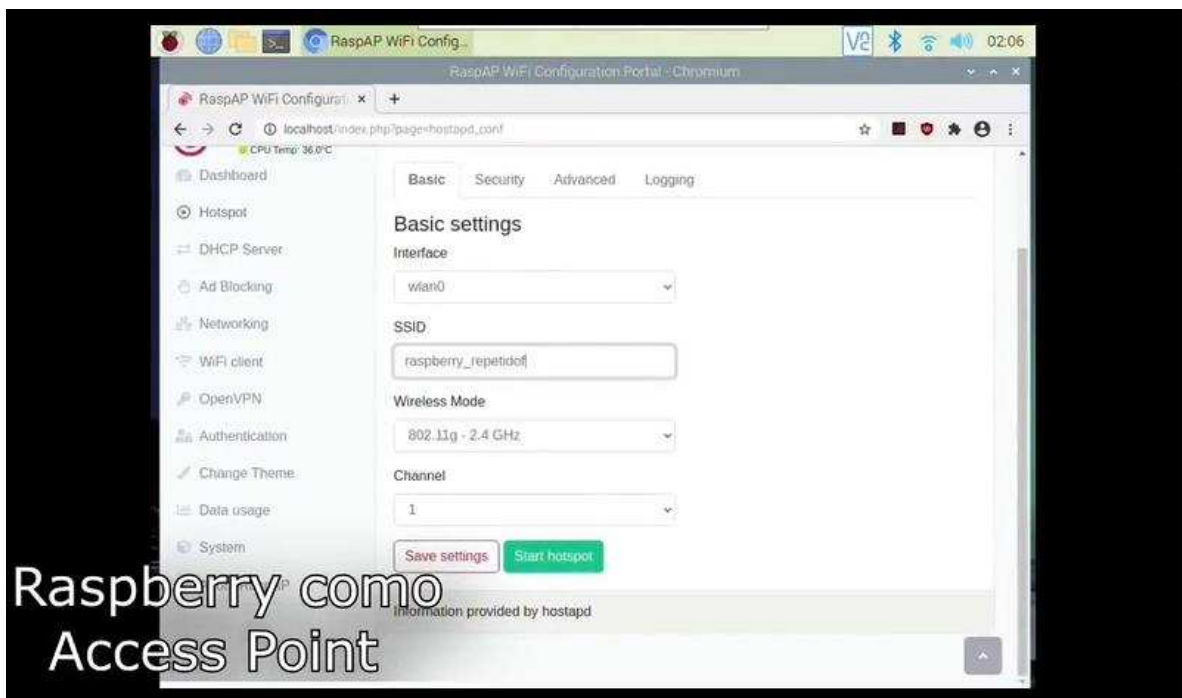 RaspAP WiFi Config...
V2
02:06
RaspAP WiFi Configuration Portal - Chromium
RaspAP WiFi Configurati
localhost/index.php?page=hostapd_conf
CPU Temp: 36.0°C
Dashboard
Hotspot
DHCP Server
Ad Blocking
Networking
WiFi client
OpenVPN
Authentication
Change Theme
Data usage
System
Basic Security Advanced Logging
Basic settings
Interface
wlan0
SSID
raspberry_repetidor
Wireless Mode
802.11g - 2.4 GHz
Channel
1
Save settings Start hotspot
Information provided by hostapd
Raspberry como
Access Point